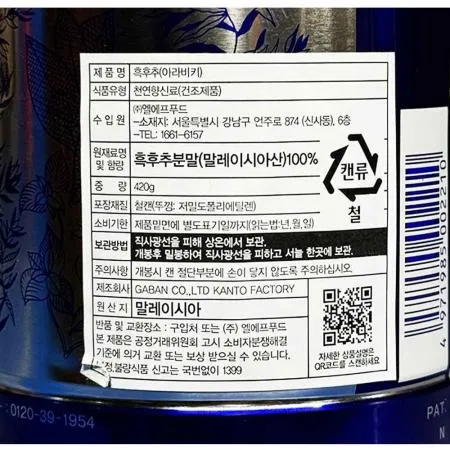 제품명 흑후추(아라비키)
식품유형 천연향신료(건조제품)
수입원 ㈜엘에프푸드
-소재지: 서울특별시 강남구 언주로 874 (신사동), 6층
-TEL: 1661-6157
원재료명 및 함량 흑후추분말(말레이시아산)100%
중량 420g
포장재질 철캔(뚜껑: 저밀도폴리에틸렌)
소비기한 제품밑면에 별도표기일까지(읽는법:년,월,일)
보관방법 직사광선을 피해 상온에서 보관.
개봉후 밀봉하여 직사광선을 피하고 서늘 한곳에 보관.
주의사항 개봉시 캔 절단부분에 손이 닿지 않도록 주의하십시오.
제조회사 GABAN CO.,LTD KANTO FACTORY
원산지 말레이시아
반품 및 교환장소 : 구입처 또는 (주) 엘에프푸드
본 제품은 공정거래위원회 고시 소비자분쟁해결
기준에 의거 교환 또는 보상 받으실 수 있습니다.
정,불량식품 신고는 국번없이 1399
캔류
철
자세한 상품설명은
QR코드를 스캔하세요.
4 971985 002210
:0120-39-1954
PAT.
N